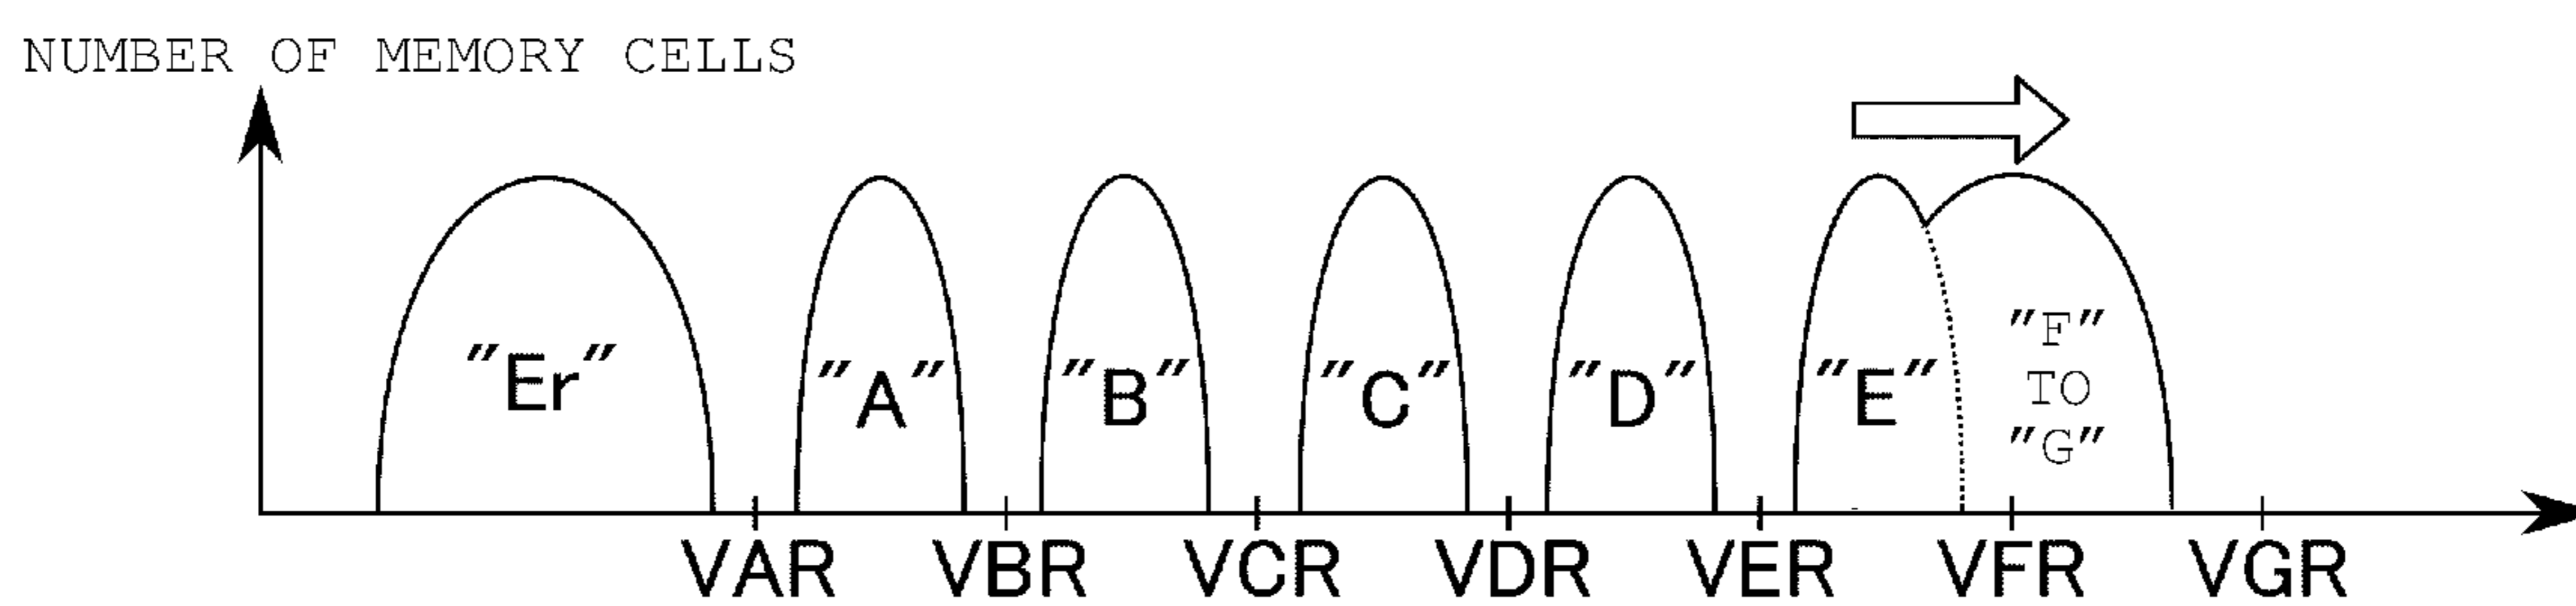 NUMBER OF MEMORY CELLS
"Er" "A" "B" "C" "D" "E" "F"
TO
"G"
VAR VBR VCR VDR VER VFR VGR